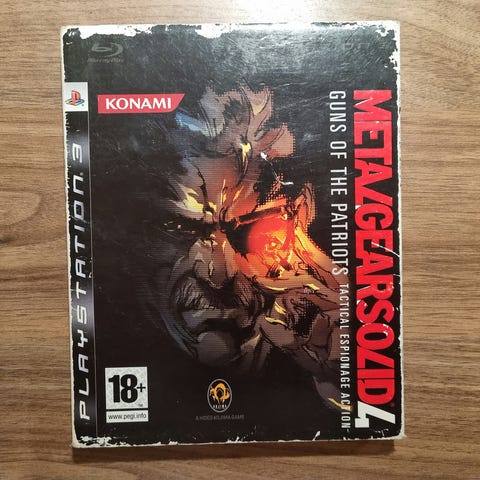 Blu-ray Disc
PLAYSTATION 3
KONAMI
METAL GEAR SOLID 4
GUNS OF THE PATRIOTS
TACTICAL ESPIONAGE ACTION
18+
www.pegi.info
A HIDEO KOJIMA GAME